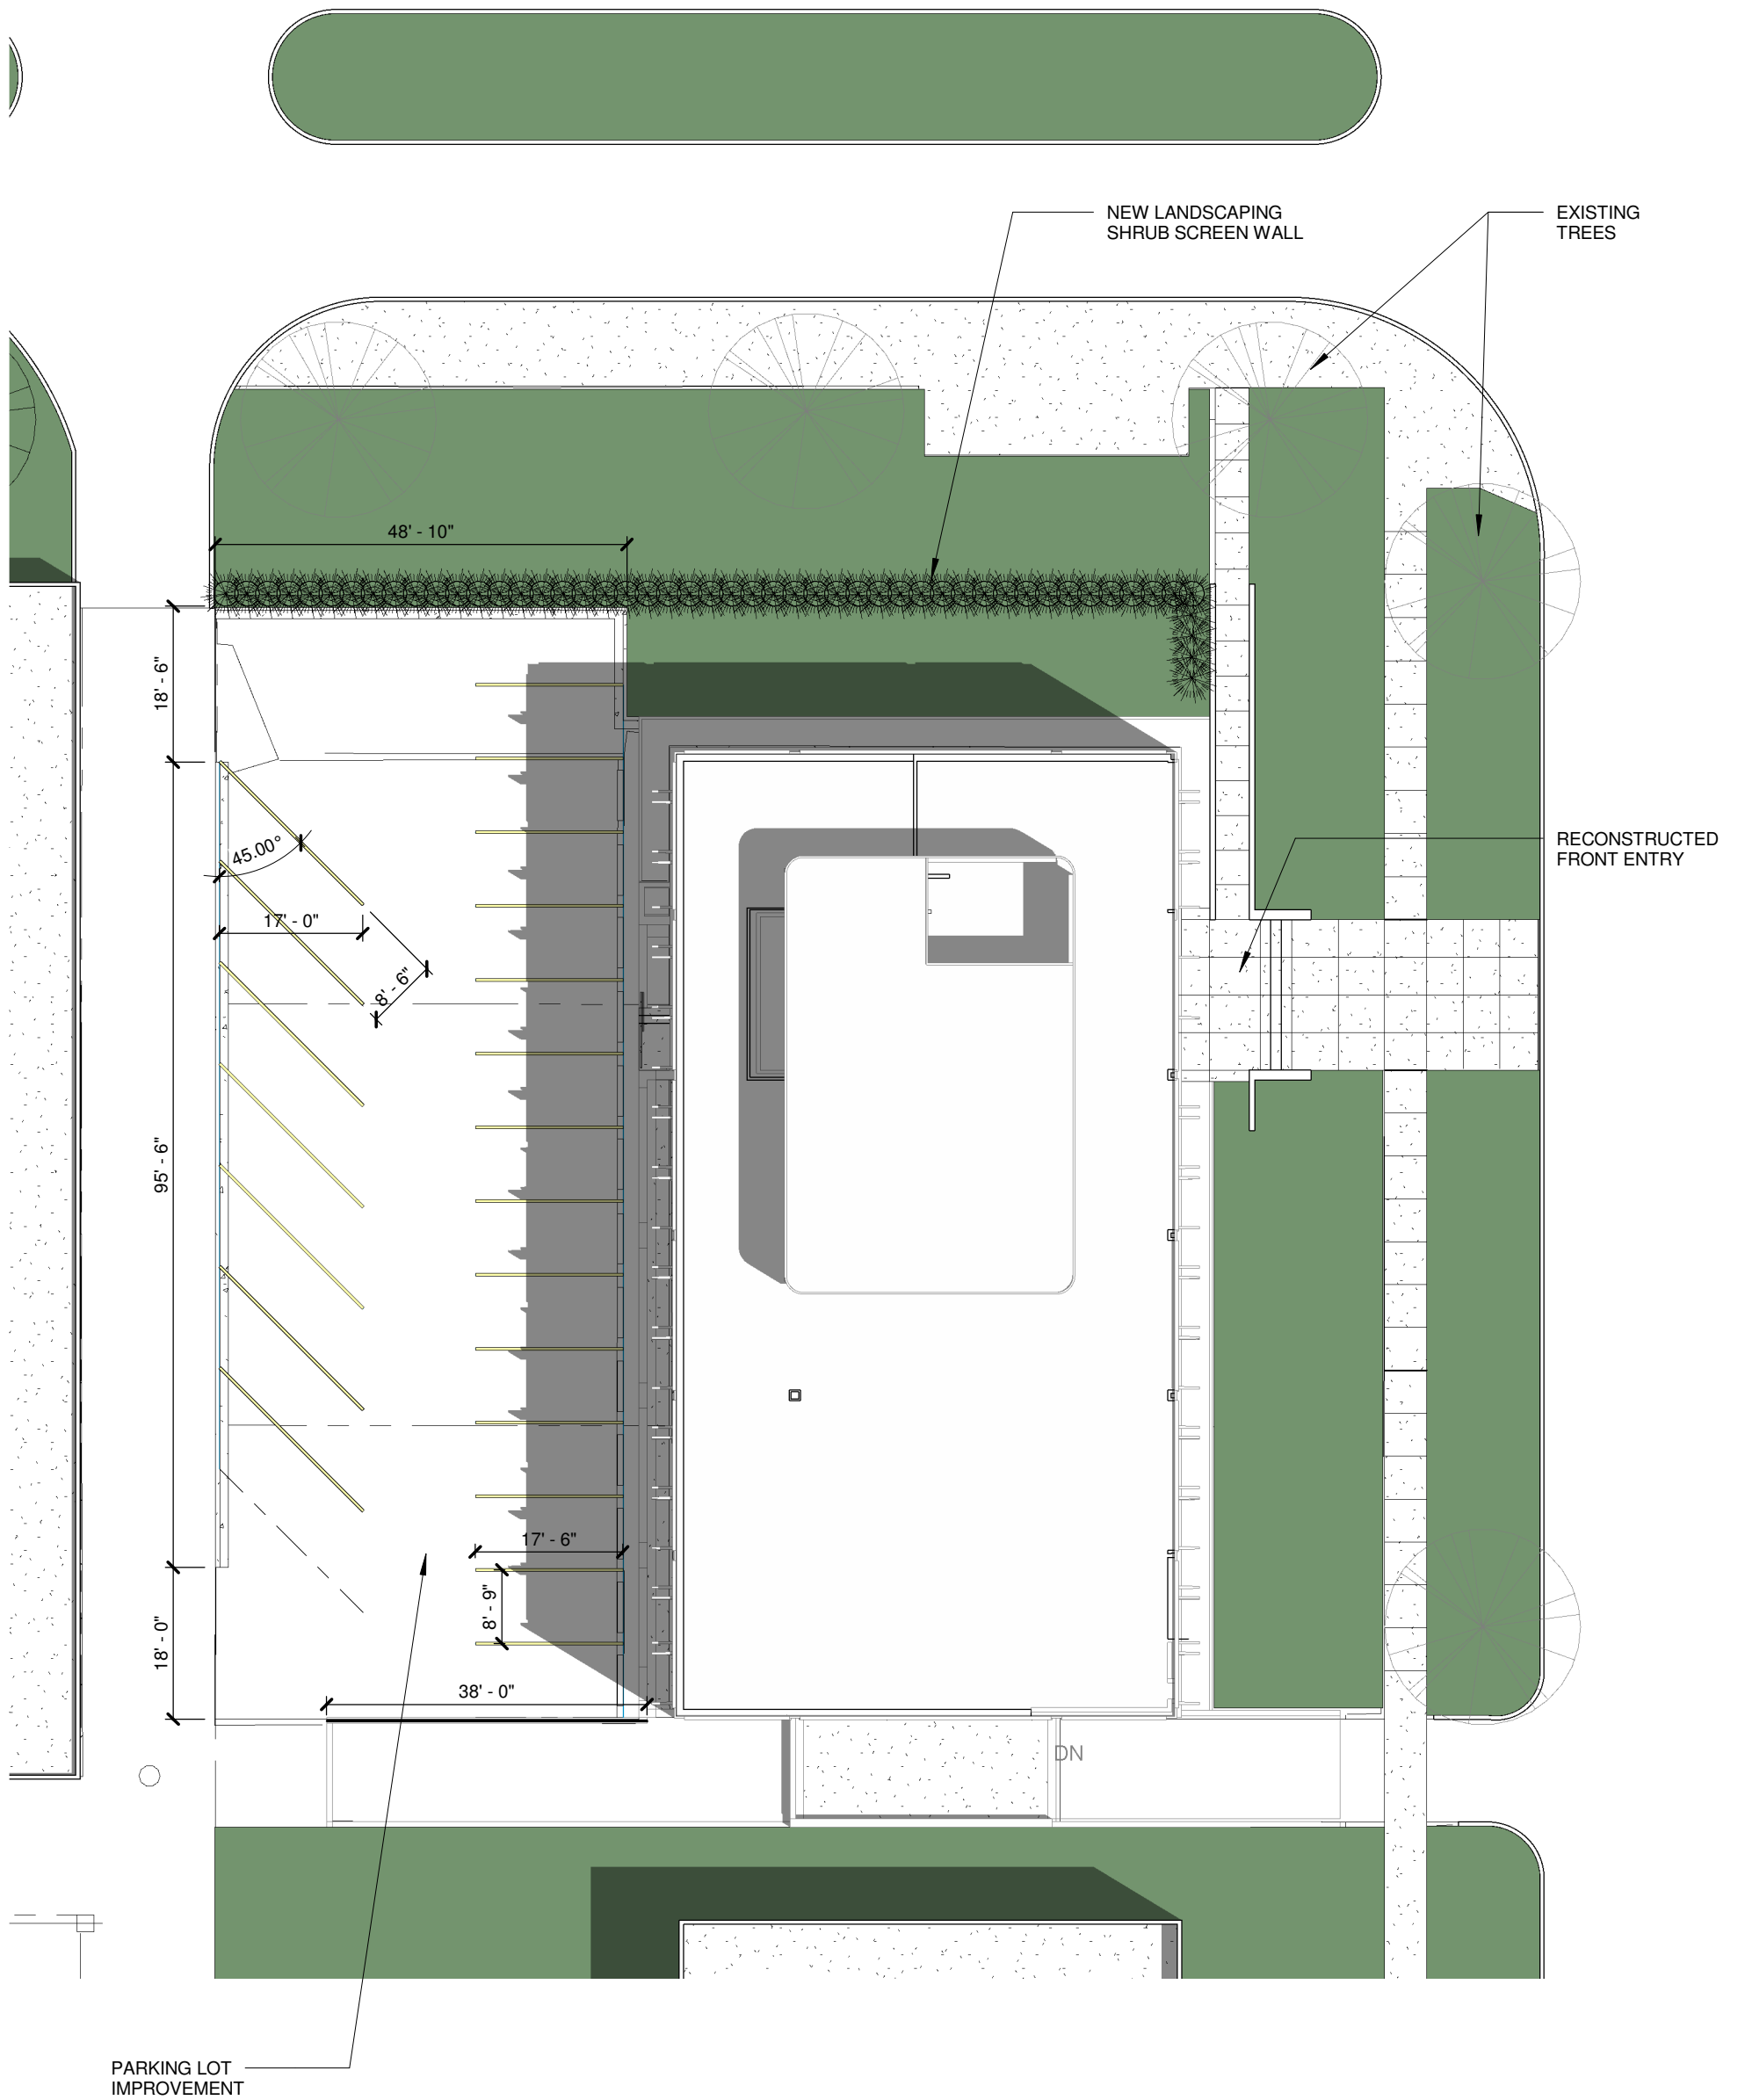 NEW LANDSCAPING
SHRUB SCREEN WALL
EXISTING
TREES
48' - 10"
18' - 6"
45.00°
RECONSTRUCTED
FRONT ENTRY
17' - 0"
8' - 6"
95' - 6"
17' - 6"
8' - 9"
18' - 0"
38' - 0"
DN
PARKING LOT
IMPROVEMENT